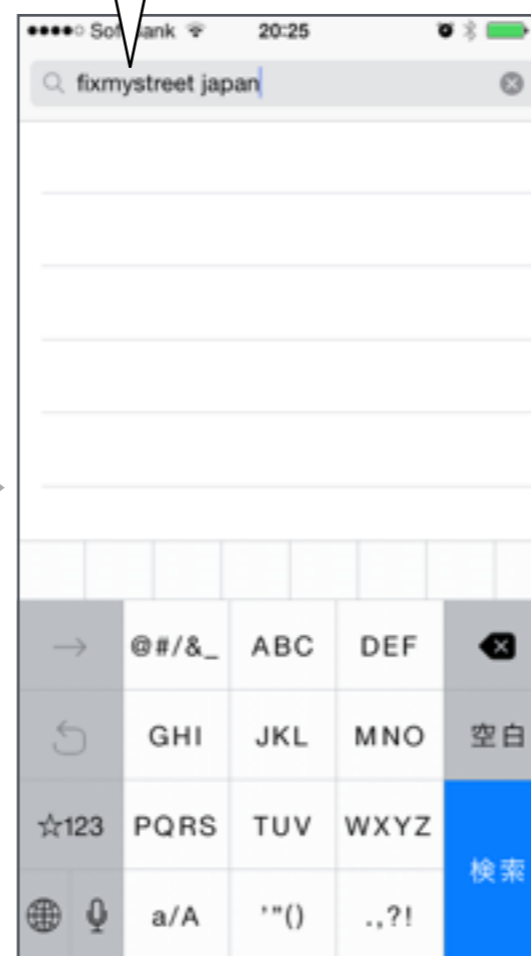 SoftBank 20:25
fixmystreet japan
→ @#/&_ ABC DEF
GHI JKL MNO 空白
☆123 PQRS TUV WXYZ
検索
a/A '"() .,?!